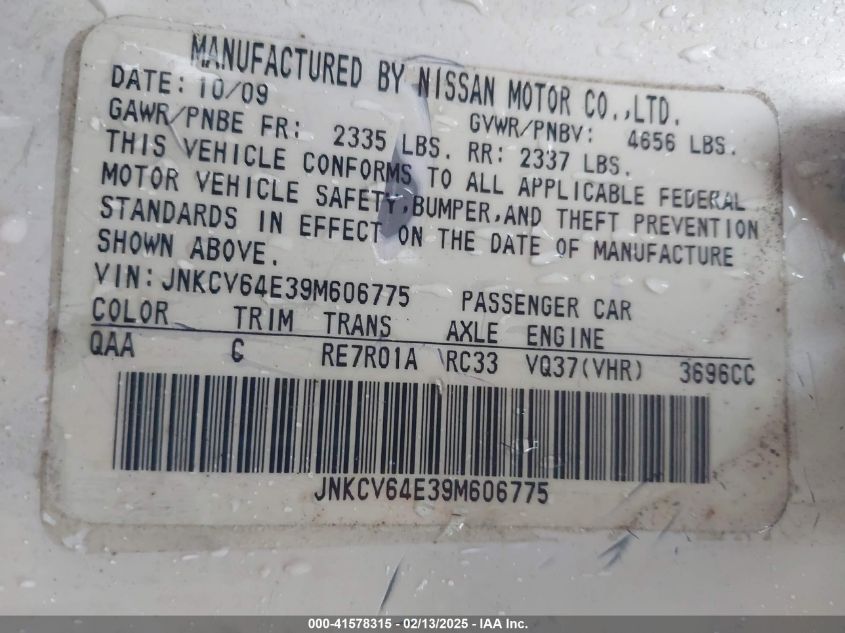 MANUFACTURED BY NISSAN MOTOR CO.,LTD.
DATE: 10/09 GVWR/PNBV: 4656 LBS.
GAWR/PNBE FR: 2335 LBS. RR: 2337 LBS.
THIS VEHICLE CONFORMS TO ALL APPLICABLE FEDERAL
MOTOR VEHICLE SAFETY,BUMPER,AND THEFT PREVENTION
STANDARDS IN EFFECT ON THE DATE OF MANUFACTURE
SHOWN ABOVE.
VIN: JNKCV64E39M606775 PASSENGER CAR
COLOR TRIM TRANS AXLE ENGINE
QAA C RE7R01A RC33 VQ37(VHR) 3696CC
JNKCV64E39M606775
000-41578315 - 02/13/2025 - IAA Inc.